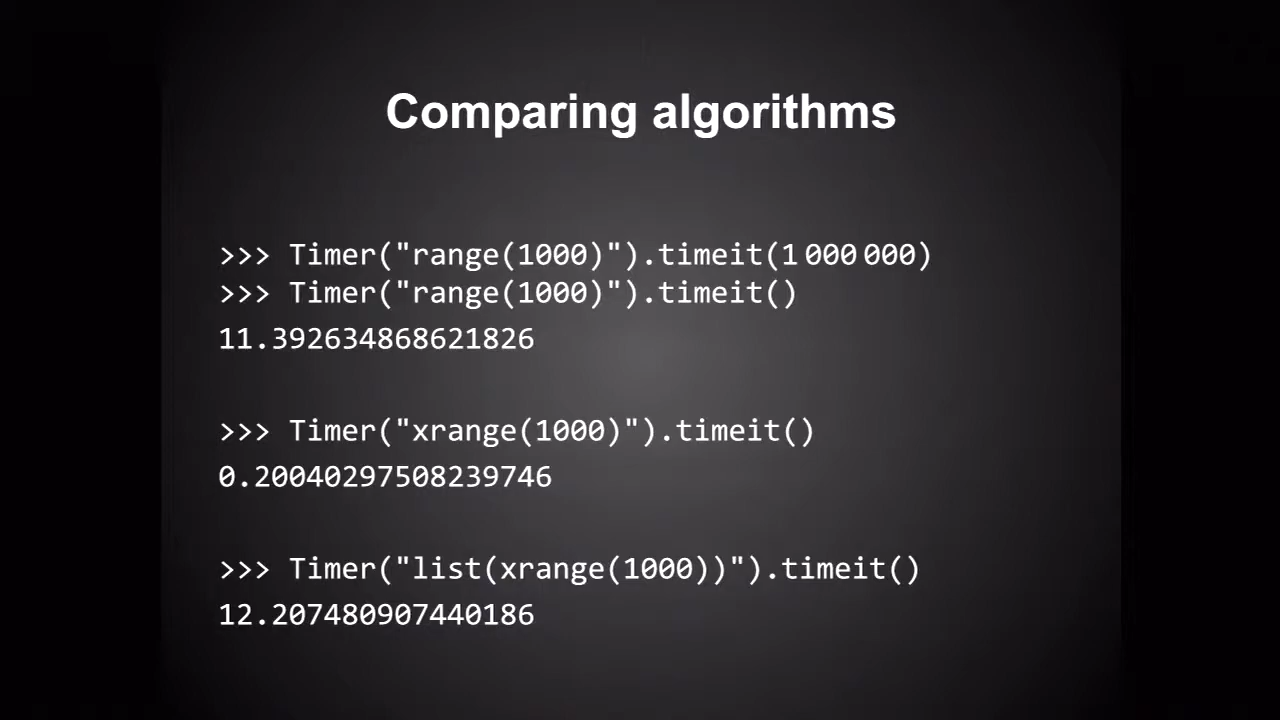 Comparing algorithms
>>> Timer("range(1000)").timeit(1 000 000)
>>> Timer("range(1000)").timeit()
11.392634868621826
>>> Timer("xrange(1000)").timeit()
0.20040297508239746
>>> Timer("list(xrange(1000))").timeit()
12.207480907440186